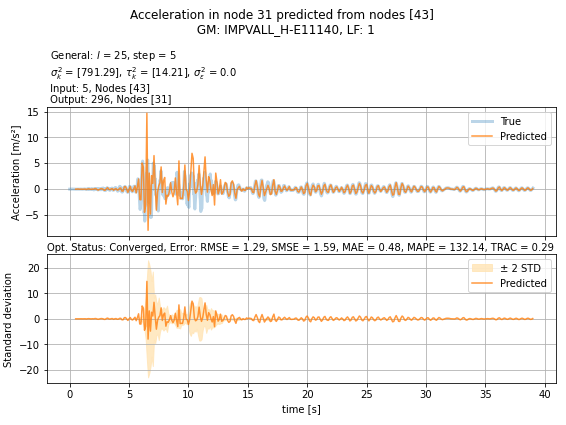 Acceleration in node 31 predicted from nodes [43]
GM: IMPVALL_H-E11140, LF: 1
General: l = 25, step = 5
σ²ₖ = [791.29], τ²ₖ = [14.21], σ²ε = 0.0
Input: 5, Nodes [43]
Output: 296, Nodes [31]
Acceleration [m/s²]
15
10
5
0
−5
True
Predicted
Opt. Status: Converged, Error: RMSE = 1.29, SMSE = 1.59, MAE = 0.48, MAPE = 132.14, TRAC = 0.29
Standard deviation
20
10
0
−10
−20
± 2 STD
Predicted
0 5 10 15 20 25 30 35 40
time [s]